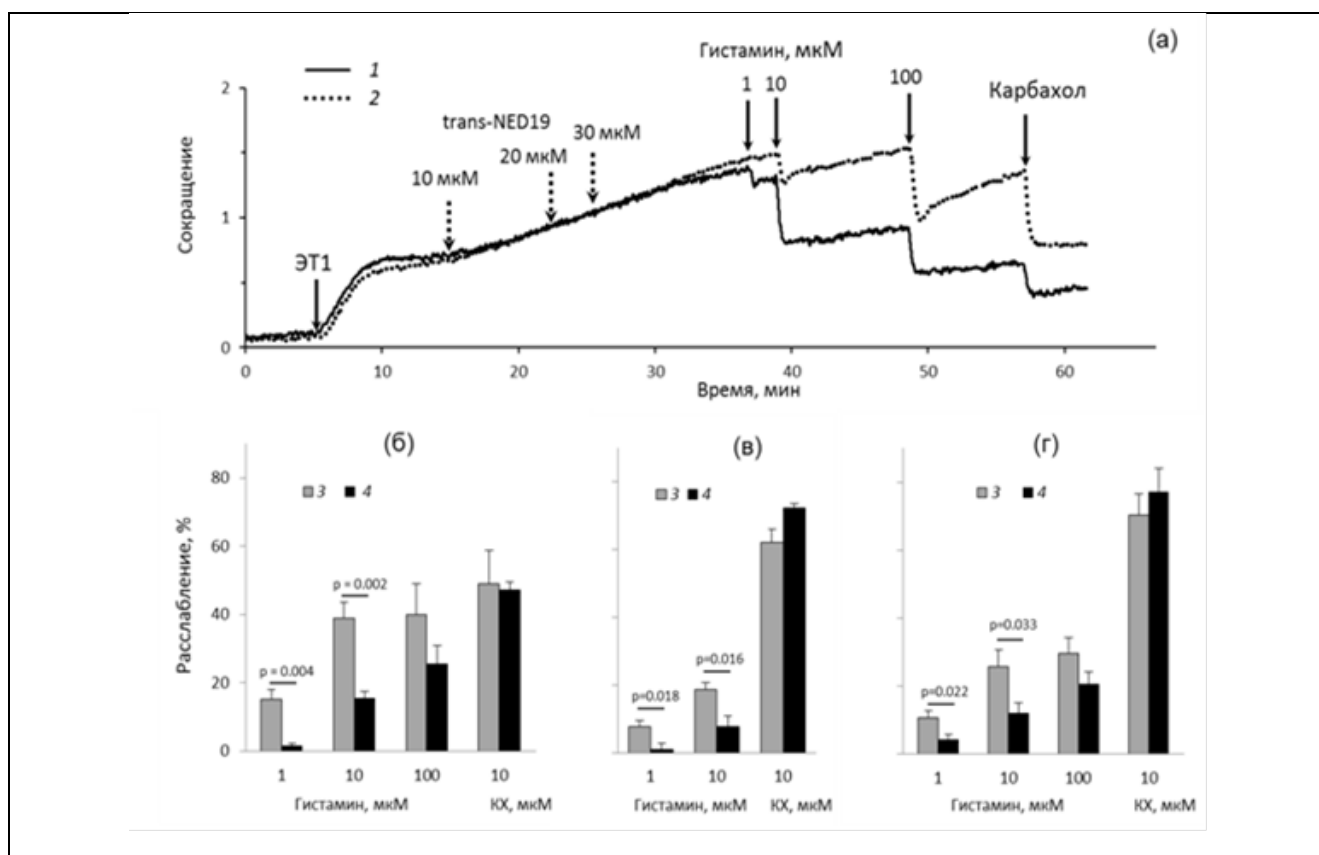 (а)
Гистамин, мкМ
1
2
1 10
100
Карбахол
trans-NED19
30 мкМ
20 мкМ
10 мкМ
ЭТ1
Сокращение
2
1
0
0 10 20 30 40 50 60
Время, мин
(б)
3 4
Расслабление, %
80
60
40
20
0
p = 0.004
p = 0.002
1 10 100 10
Гистамин, мкМ КХ, мкМ
(в)
3 4
p=0.018
p=0.016
1 10 10
Гистамин, мкМ КХ, мкМ
(г)
3 4
p=0.022
p=0.033
1 10 100 10
Гистамин, мкМ КХ, мкМ